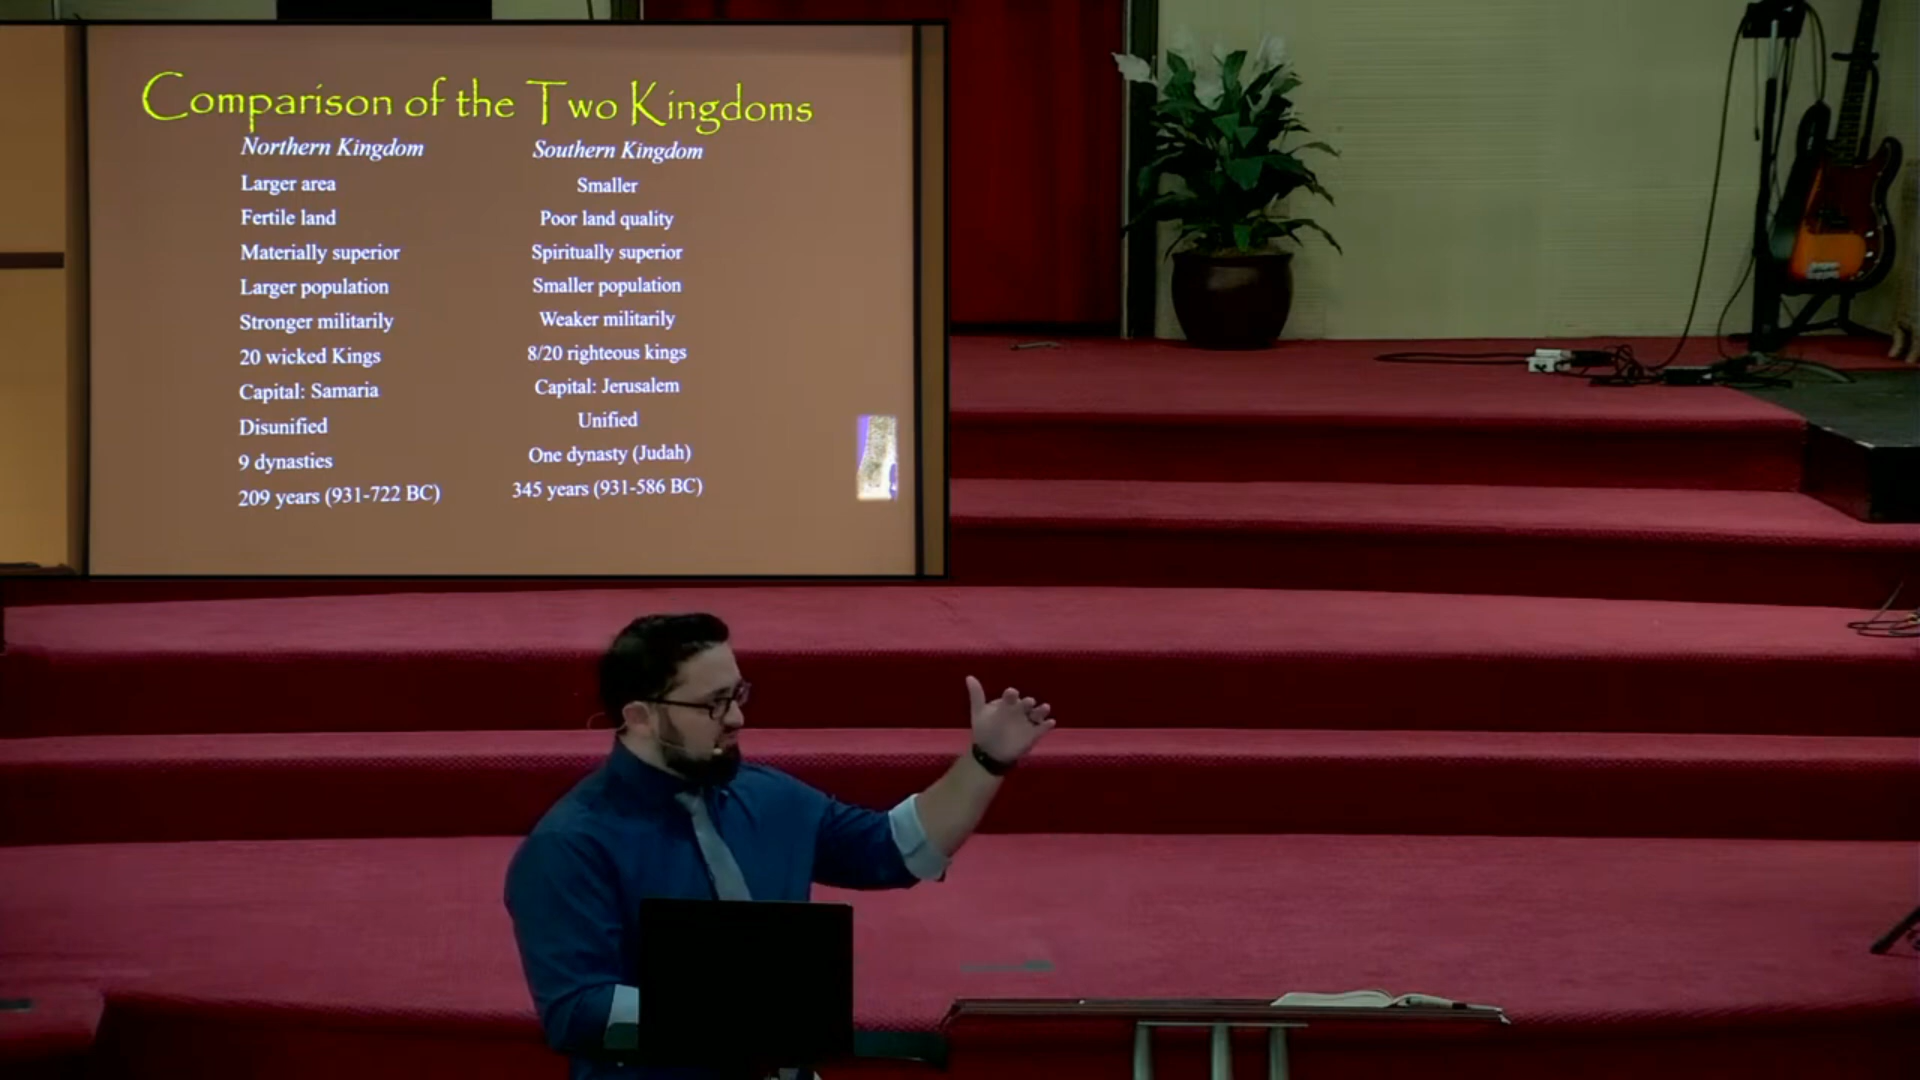 Comparison of the Two Kingdoms
Northern Kingdom
Larger area
Fertile land
Materially superior
Larger population
Stronger militarily
20 wicked Kings
Capital: Samaria
Disunified
9 dynasties
209 years (931-722 BC)
Southern Kingdom
Smaller
Poor land quality
Spiritually superior
Smaller population
Weaker militarily
8/20 righteous kings
Capital: Jerusalem
Unified
One dynasty (Judah)
345 years (931-586 BC)